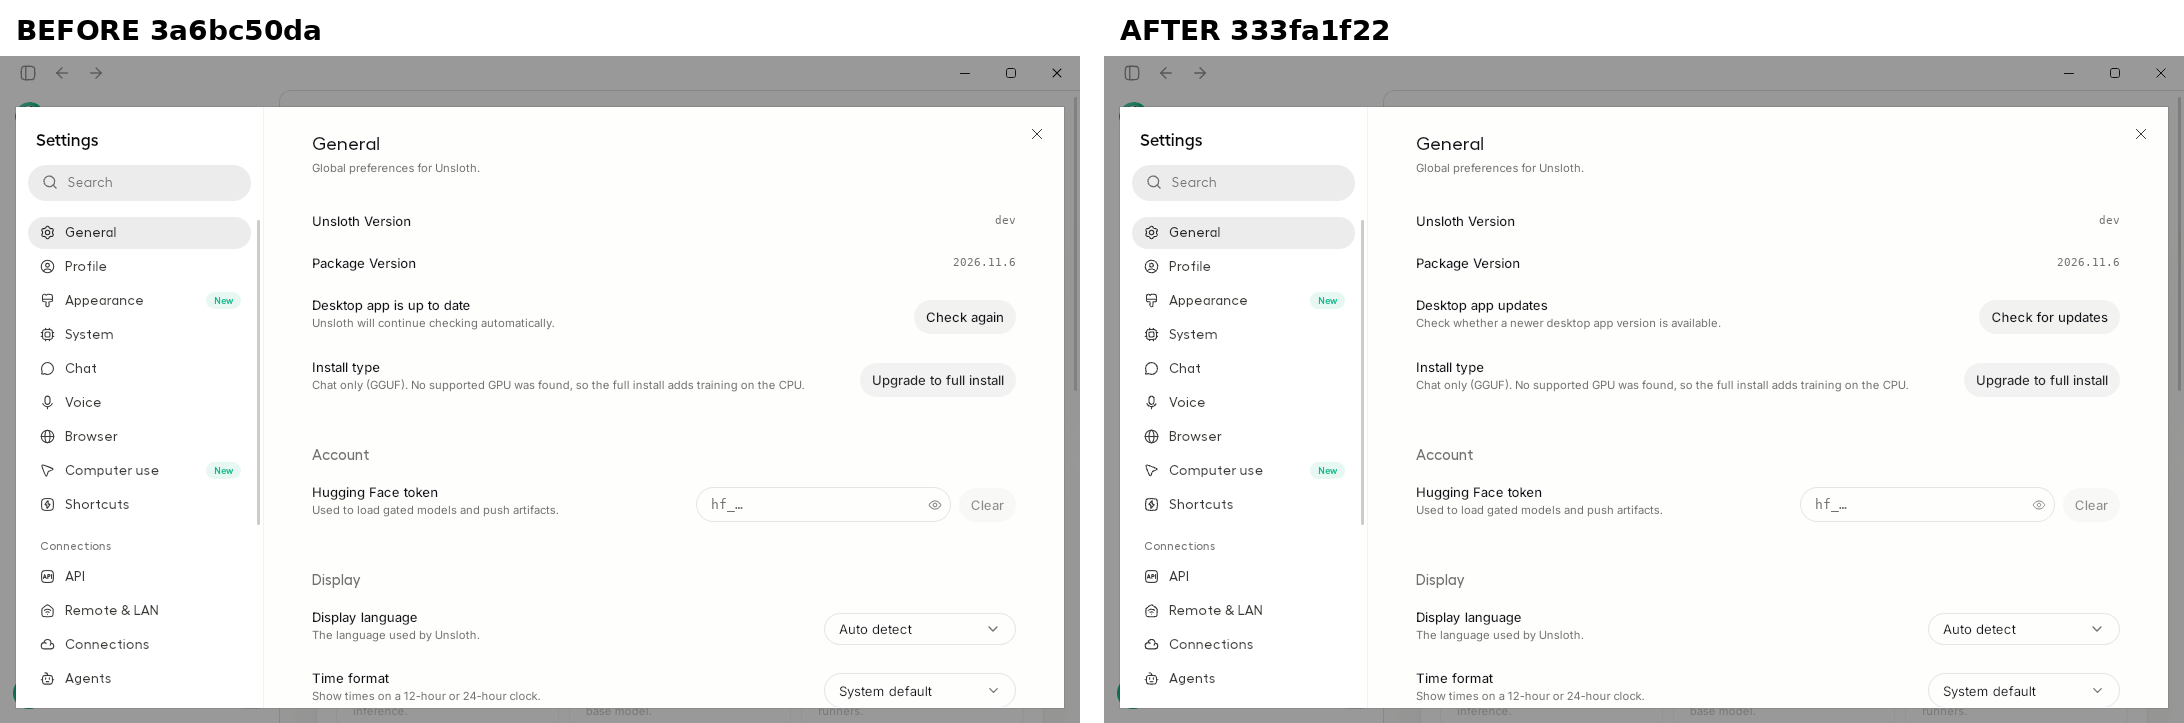 BEFORE 3a6bc50da
Settings
Search
General
Profile
Appearance New
System
Chat
Voice
Browser
Computer use New
Shortcuts
Connections
API
Remote & LAN
Connections
Agents
General
Global preferences for Unsloth.
Unsloth Version dev
Package Version 2026.11.6
Desktop app is up to date
Unsloth will continue checking automatically.
Check again
Install type
Chat only (GGUF). No supported GPU was found, so the full install adds training on the CPU.
Upgrade to full install
Account
Hugging Face token
Used to load gated models and push artifacts.
hf_…
Clear
Display
Display language
The language used by Unsloth.
Auto detect
Time format
Show times on a 12-hour or 24-hour clock.
System default
inference. base model. runners.
AFTER 333fa1f22
Settings
Search
General
Profile
Appearance New
System
Chat
Voice
Browser
Computer use New
Shortcuts
Connections
API
Remote & LAN
Connections
Agents
General
Global preferences for Unsloth.
Unsloth Version dev
Package Version 2026.11.6
Desktop app updates
Check whether a newer desktop app version is available.
Check for updates
Install type
Chat only (GGUF). No supported GPU was found, so the full install adds training on the CPU.
Upgrade to full install
Account
Hugging Face token
Used to load gated models and push artifacts.
hf_…
Clear
Display
Display language
The language used by Unsloth.
Auto detect
Time format
Show times on a 12-hour or 24-hour clock.
System default
inference. base model. runners.